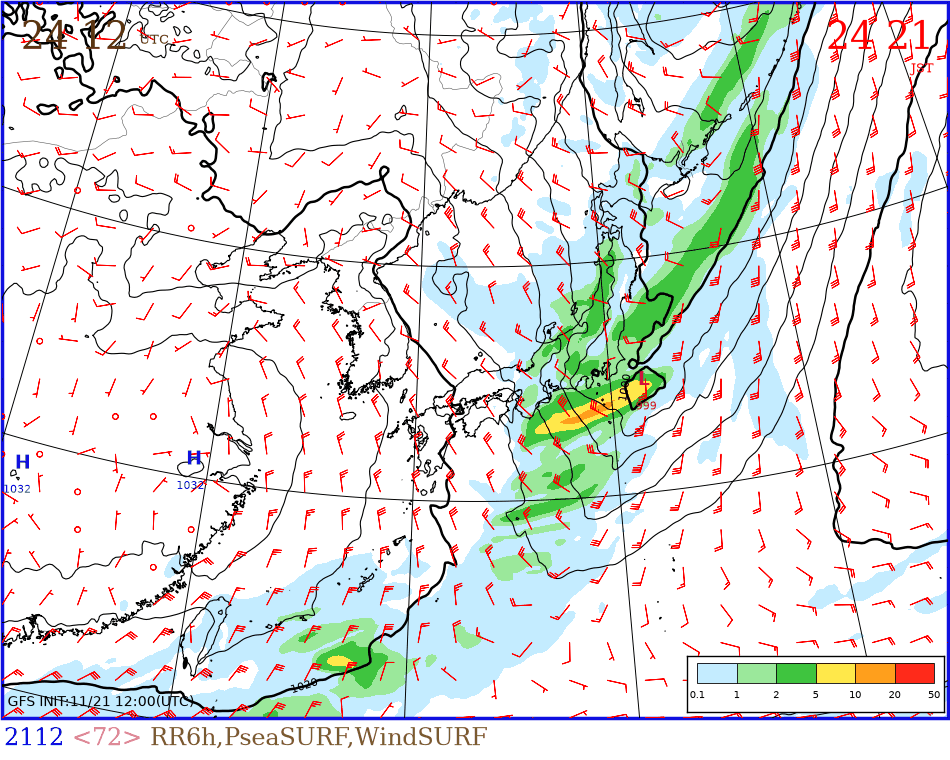 24 12 UTC
24 21
JST
L
1000
999
H
1032
H
1032
1020
GFS INIT:11/21 12:00(UTC)
0.1 1 2 5 10 20 50
2112 <72> RR6h,PseaSURF,WindSURF